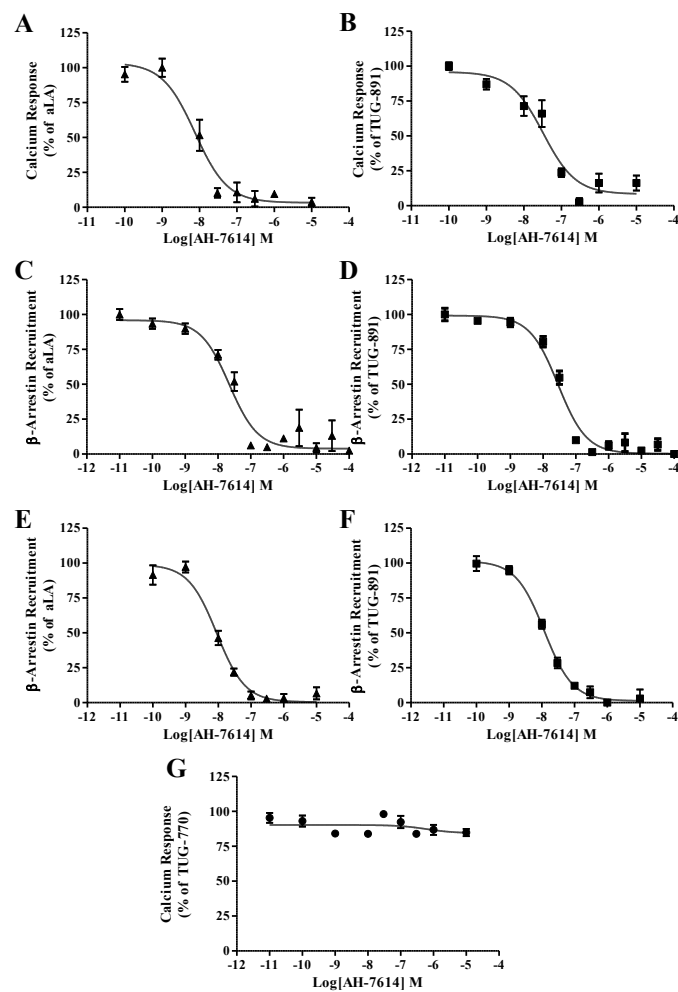 A
Calcium Response
(% of aLA)
125
100
75
50
25
0
-11 -10 -9 -8 -7 -6 -5 -4
Log[AH-7614] M
B
Calcium Response
(% of TUG-891)
125
100
75
50
25
0
-11 -10 -9 -8 -7 -6 -5 -4
Log[AH-7614] M
C
β-Arrestin Recruitment
(% of aLA)
125
100
75
50
25
0
-12 -11 -10 -9 -8 -7 -6 -5 -4
Log[AH-7614] M
D
β-Arrestin Recruitment
(% of TUG-891)
125
100
75
50
25
0
-12 -11 -10 -9 -8 -7 -6 -5 -4
Log[AH-7614] M
E
β-Arrestin Recruitment
(% of aLA)
125
100
75
50
25
0
-12 -11 -10 -9 -8 -7 -6 -5 -4
Log[AH-7614] M
F
β-Arrestin Recruitment
(% of TUG-891)
125
100
75
50
25
0
-12 -11 -10 -9 -8 -7 -6 -5 -4
Log[AH-7614] M
G
Calcium Response
(% of TUG-770)
125
100
75
50
25
0
-12 -11 -10 -9 -8 -7 -6 -5 -4
Log[AH-7614] M